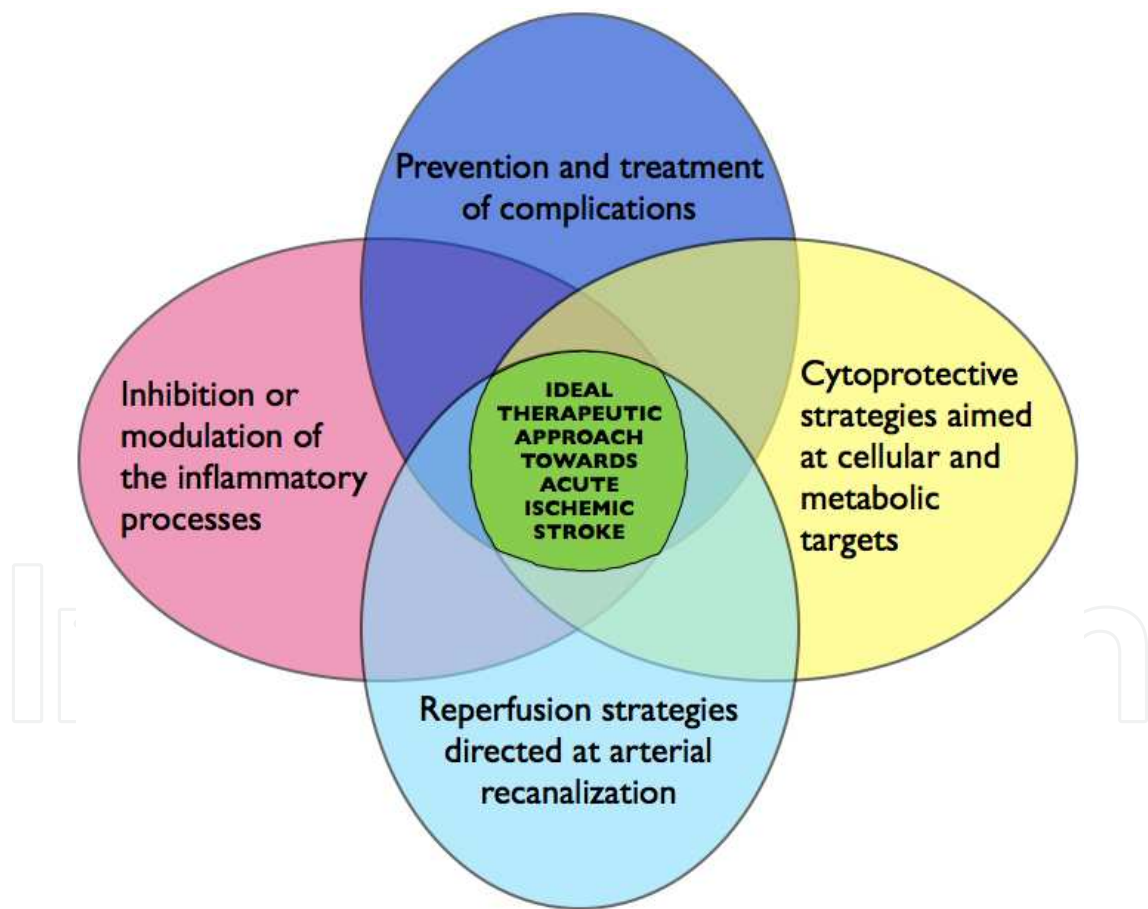 Prevention and treatment
of complications
Inhibition or
modulation of
the inflammatory
processes
IDEAL
THERAPEUTIC
APPROACH
TOWARDS
ACUTE
ISCHEMIC
STROKE
Cytoprotective
strategies aimed
at cellular and
metabolic
targets
Reperfusion strategies
directed at arterial
recanalization